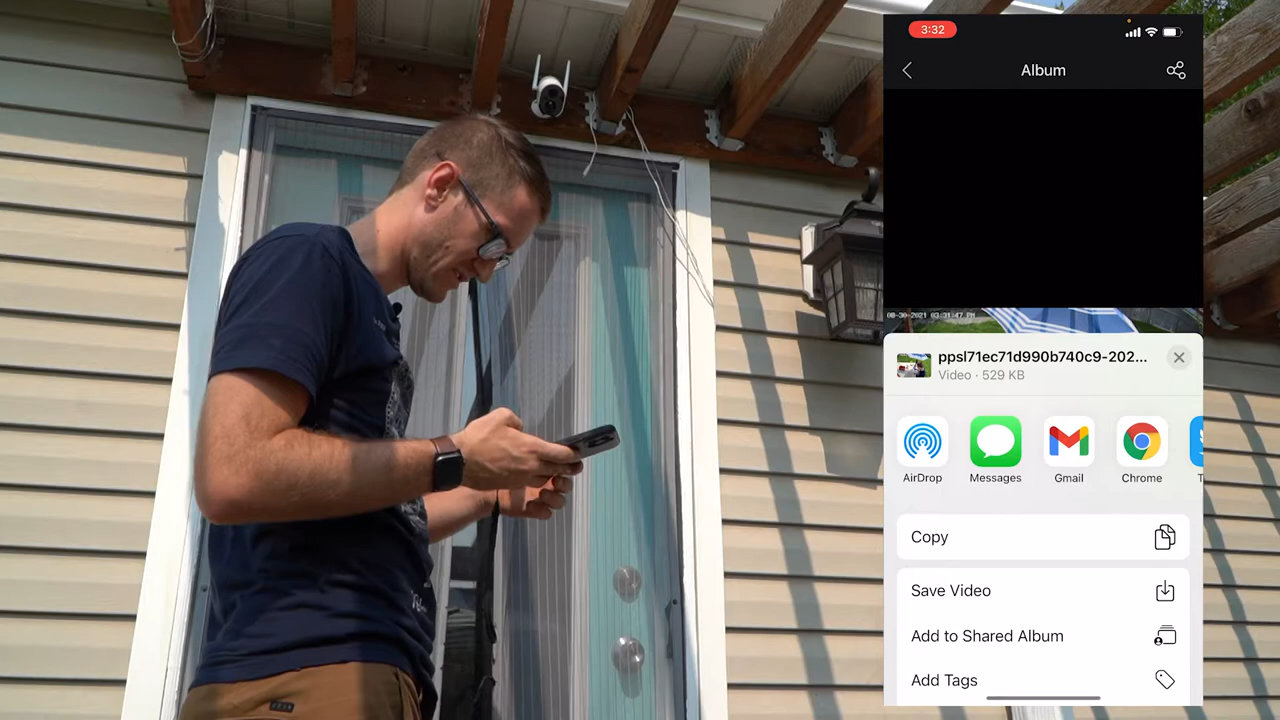 3:32
Album
08-30-2021 03:31:47 PM
ppsl71ec71d990b740c9-202...
Video · 529 KB
AirDrop
Messages
Gmail
Chrome
Copy
Save Video
Add to Shared Album
Add Tags